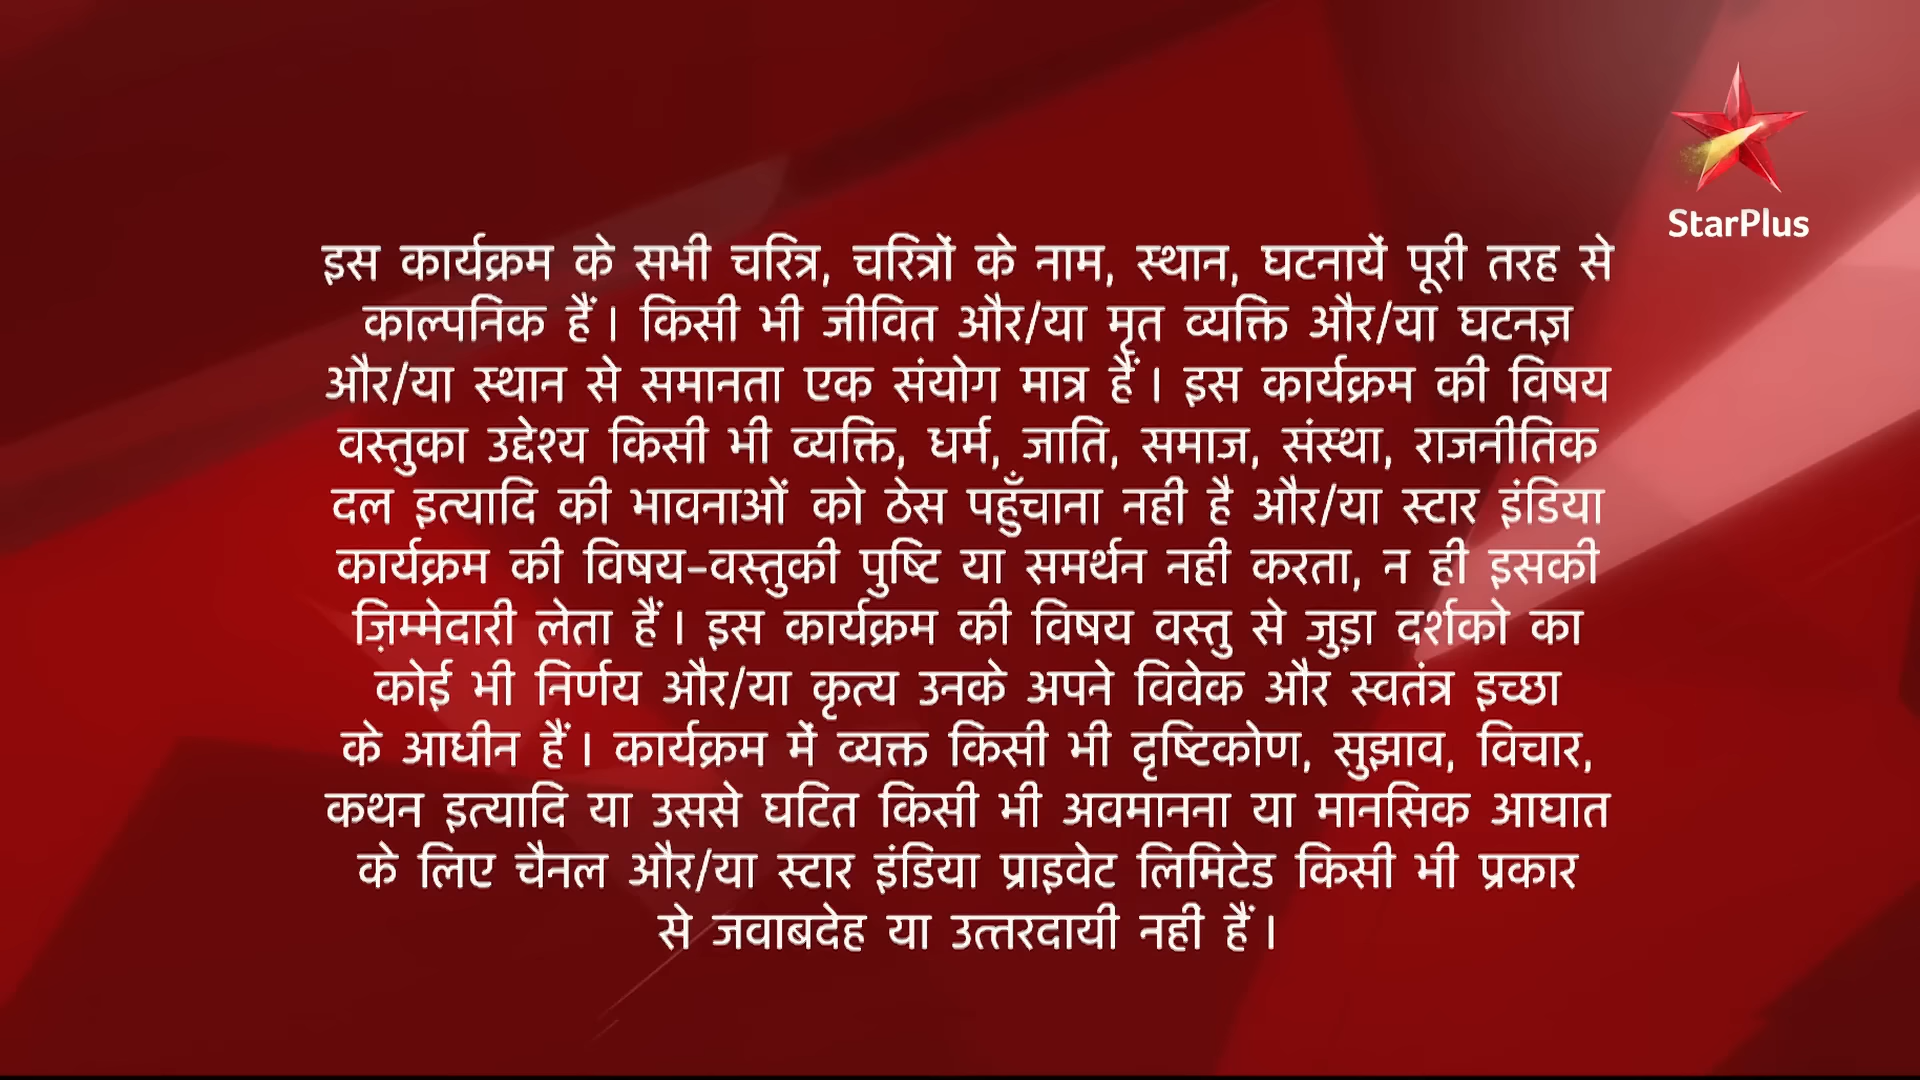 StarPlus
इस कार्यक्रम के सभी चरित्र, चरित्रों के नाम, स्थान, घटनायें पूरी तरह से
काल्पनिक हैं। किसी भी जीवित और/या मृत व्यक्ति और/या घटनज्ञ
और/या स्थान से समानता एक संयोग मात्र हैं। इस कार्यक्रम की विषय
वस्तुका उद्देश्य किसी भी व्यक्ति, धर्म, जाति, समाज, संस्था, राजनीतिक
दल इत्यादि की भावनाओं को ठेस पहुँचाना नही है और/या स्टार इंडिया
कार्यक्रम की विषय-वस्तुकी पुष्टि या समर्थन नही करता, न ही इसकी
ज़िम्मेदारी लेता हैं। इस कार्यक्रम की विषय वस्तु से जुड़ा दर्शको का
कोई भी निर्णय और/या कृत्य उनके अपने विवेक और स्वतंत्र इच्छा
के आधीन हैं। कार्यक्रम में व्यक्त किसी भी दृष्टिकोण, सुझाव, विचार,
कथन इत्यादि या उससे घटित किसी भी अवमानना या मानसिक आघात
के लिए चैनल और/या स्टार इंडिया प्राइवेट लिमिटेड किसी भी प्रकार
से जवाबदेह या उत्तरदायी नही हैं।